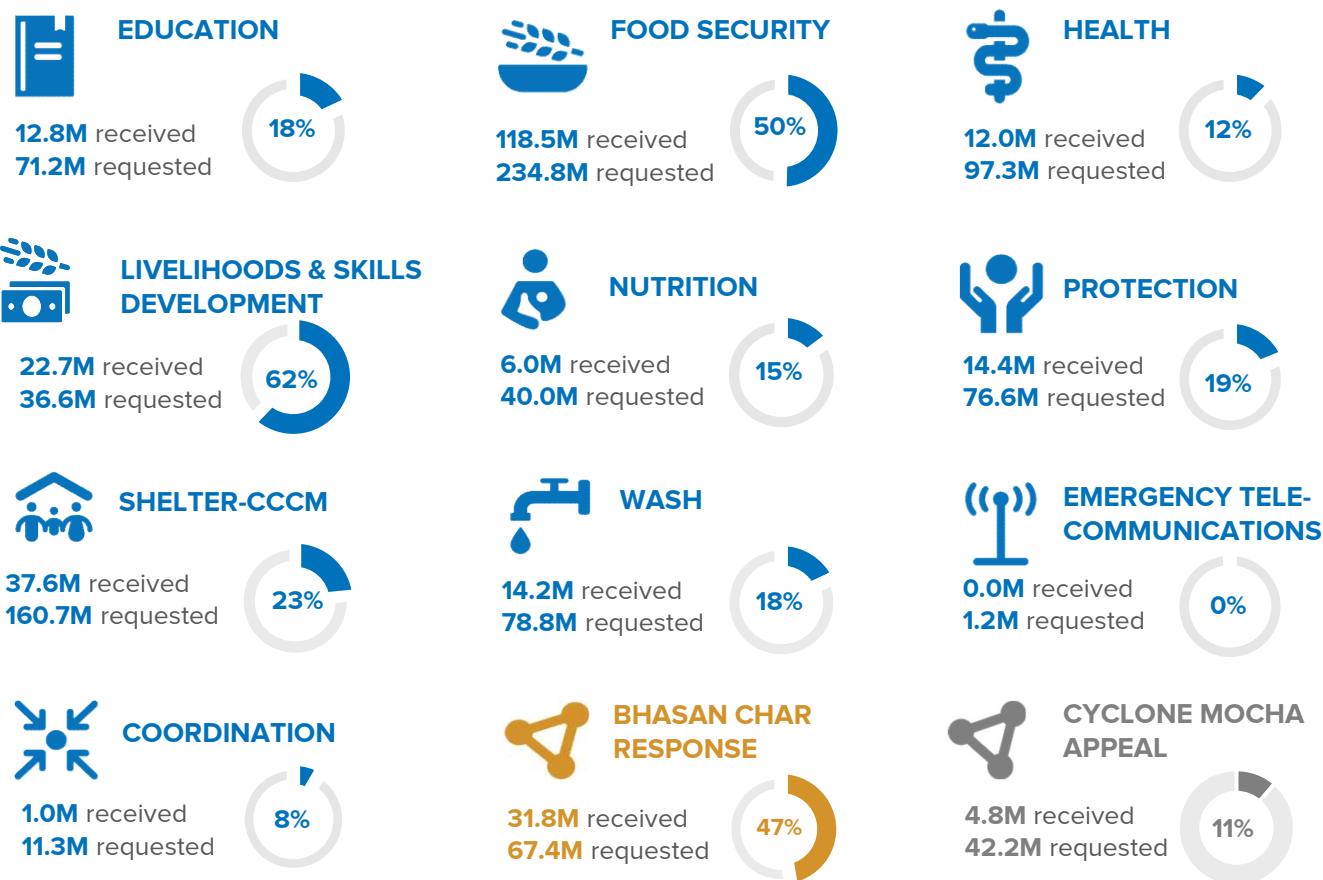 EDUCATION
12.8M received
71.2M requested
18%
FOOD SECURITY
118.5M received
234.8M requested
50%
HEALTH
12.0M received
97.3M requested
12%
LIVELIHOODS & SKILLS
DEVELOPMENT
22.7M received
36.6M requested
62%
NUTRITION
6.0M received
40.0M requested
15%
PROTECTION
14.4M received
76.6M requested
19%
SHELTER-CCCM
37.6M received
160.7M requested
23%
WASH
14.2M received
78.8M requested
18%
EMERGENCY TELE-
COMMUNICATIONS
0.0M received
1.2M requested
0%
COORDINATION
1.0M received
11.3M requested
8%
BHASAN CHAR
RESPONSE
31.8M received
67.4M requested
47%
CYCLONE MOCHA
APPEAL
4.8M received
42.2M requested
11%